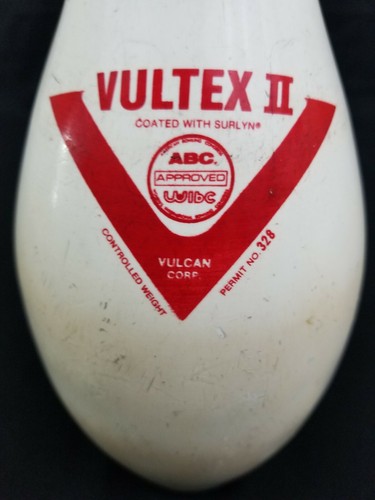 VULTEX II
COATED WITH SURLYN®
ABC
APPROVED
WIBC
VULCAN
CORP.
CONTROLLED WEIGHT
PERMIT NO. 328